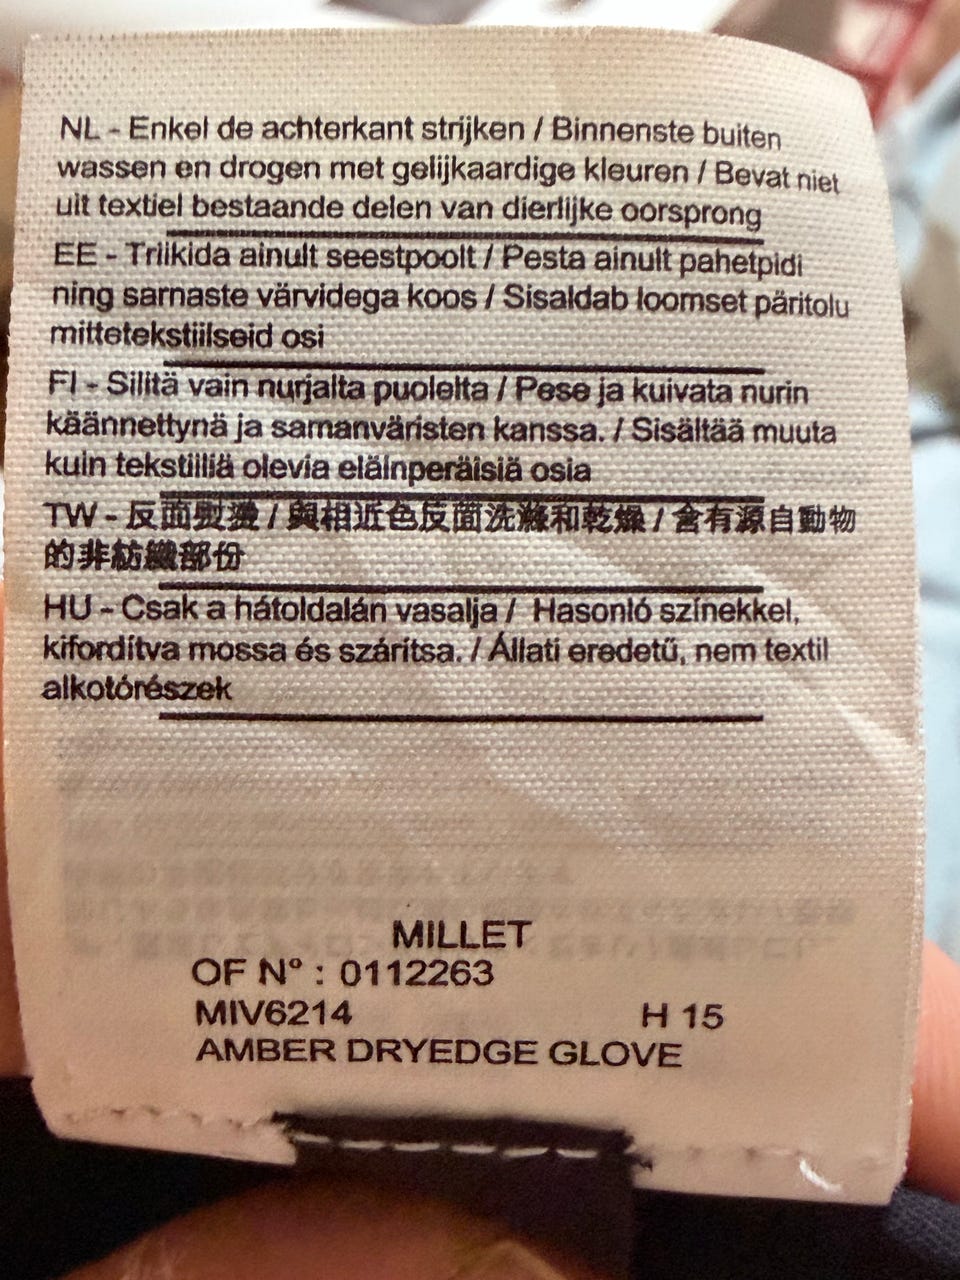 NL - Enkel de achterkant strijken / Binnenste buiten
wassen en drogen met gelijkaardige kleuren / Bevat niet
uit textiel bestaande delen van dierlijke oorsprong
EE - Triikida ainult seestpoolt / Pesta ainult pahetpidi
ning sarnaste värvidega koos / Sisaldab loomset päritolu
mittetekstiilseid osi
FI - Silitä vain nurjalta puolelta / Pese ja kuivata nurin
käännettynä ja samanväristen kanssa. / Sisältää muuta
kuin tekstiiliä olevia eläinperäisiä osia
TW - 反面熨燙 / 與相近色反面洗滌和乾燥 / 含有源自動物
的非紡織部份
HU - Csak a hátoldalán vasalja / Hasonló színekkel,
kifordítva mossa és szárítsa. / Állati eredetű, nem textil
alkotórészek
MILLET
OF N° : 0112263
MIV6214 H 15
AMBER DRYEDGE GLOVE